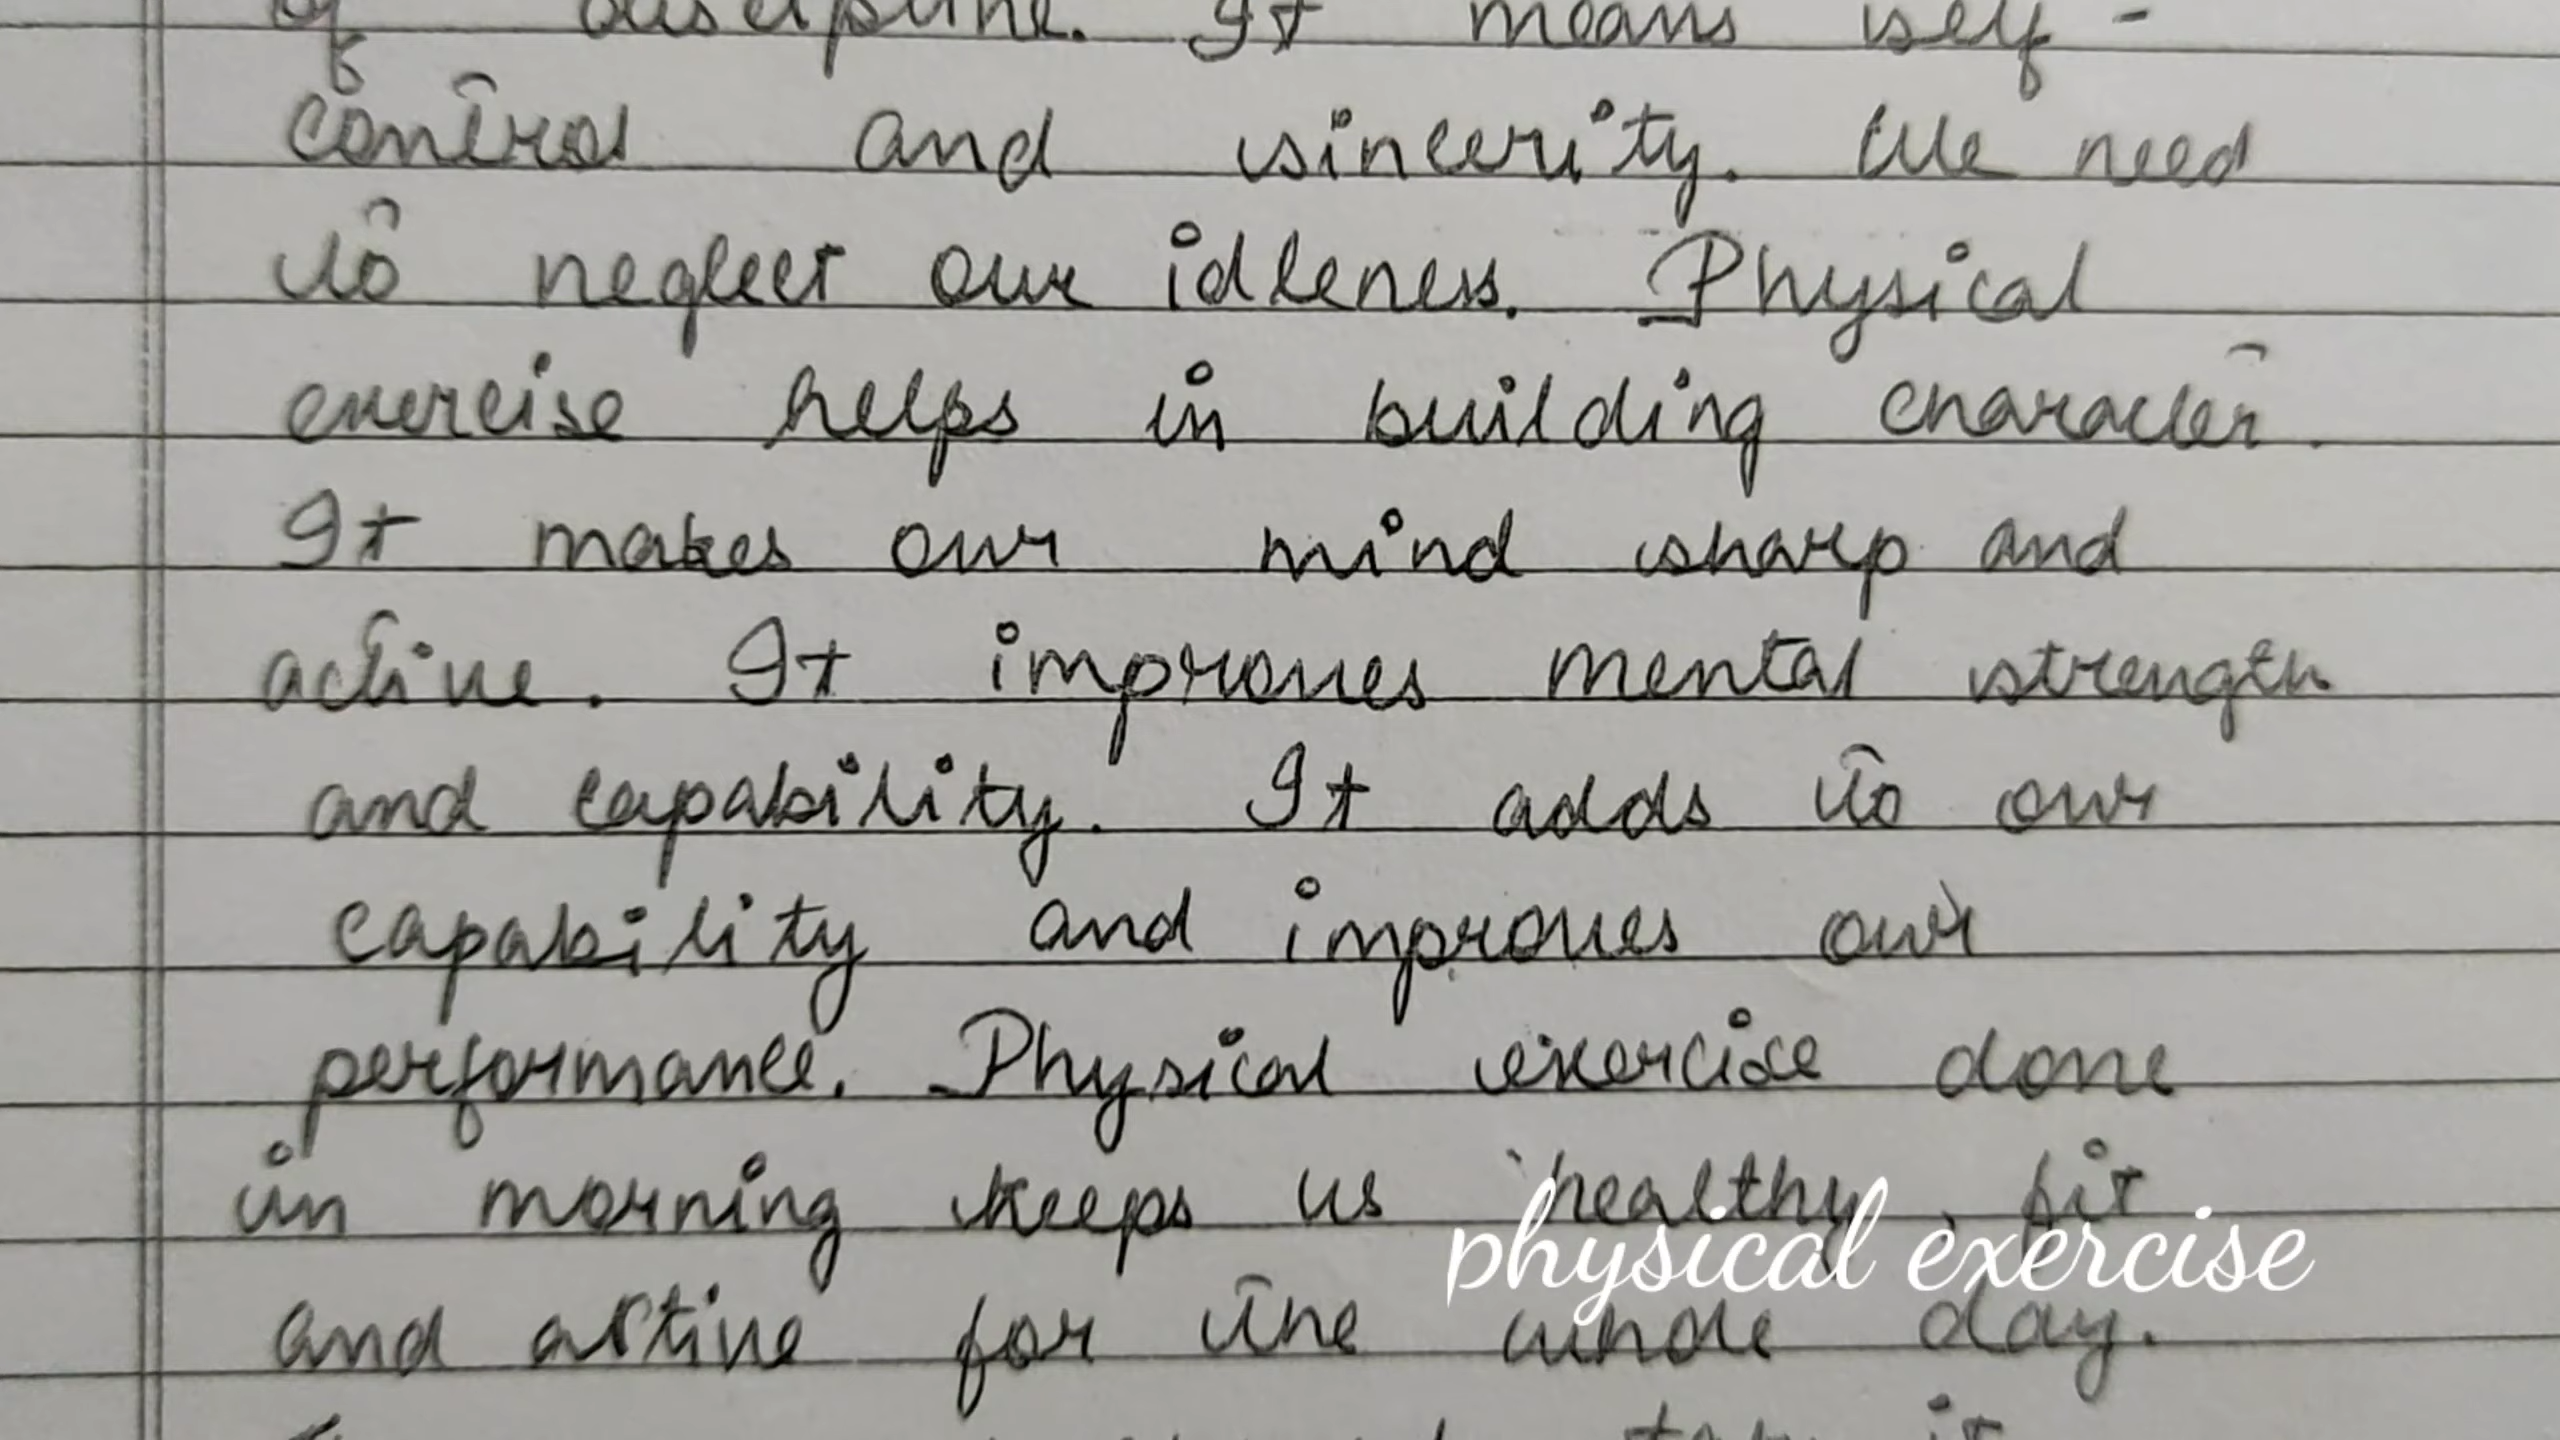 of discipline. It means self-
control and sincerity. We need
to neglect our idleness. Physical
exercise helps in building character.
It makes our mind sharp and
active. It improves mental strength
and capability. It adds to our
capability and improves our
performance. Physical exercise done
in morning keeps us healthy, fit
physical exercise
and active for the whole day.